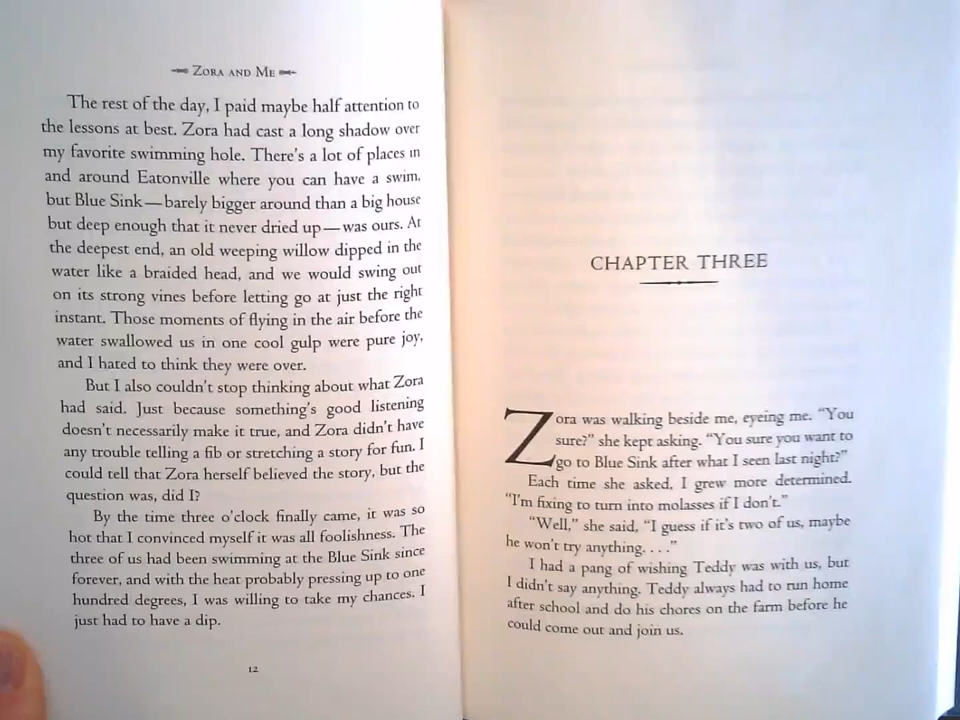 ZORA AND ME
The rest of the day, I paid maybe half attention to
the lessons at best. Zora had cast a long shadow over
my favorite swimming hole. There's a lot of places in
and around Eatonville where you can have a swim,
but Blue Sink—barely bigger around than a big house
but deep enough that it never dried up—was ours. At
the deepest end, an old weeping willow dipped in the
water like a braided head, and we would swing out
on its strong vines before letting go at just the right
instant. Those moments of flying in the air before the
water swallowed us in one cool gulp were pure joy,
and I hated to think they were over.
But I also couldn't stop thinking about what Zora
had said. Just because something's good listening
doesn't necessarily make it true, and Zora didn't have
any trouble telling a fib or stretching a story for fun. I
could tell that Zora herself believed the story, but the
question was, did I?
By the time three o'clock finally came, it was so
hot that I convinced myself it was all foolishness. The
three of us had been swimming at the Blue Sink since
forever, and with the heat probably pressing up to one
hundred degrees, I was willing to take my chances. I
just had to have a dip.
12
CHAPTER THREE
Zora was walking beside me, eyeing me. "You
sure?" she kept asking. "You sure you want to
go to Blue Sink after what I seen last night?"
Each time she asked, I grew more determined.
"I'm fixing to turn into molasses if I don't."
"Well," she said, "I guess if it's two of us, maybe
he won't try anything. . . ."
I had a pang of wishing Teddy was with us, but
I didn't say anything. Teddy always had to run home
after school and do his chores on the farm before he
could come out and join us.